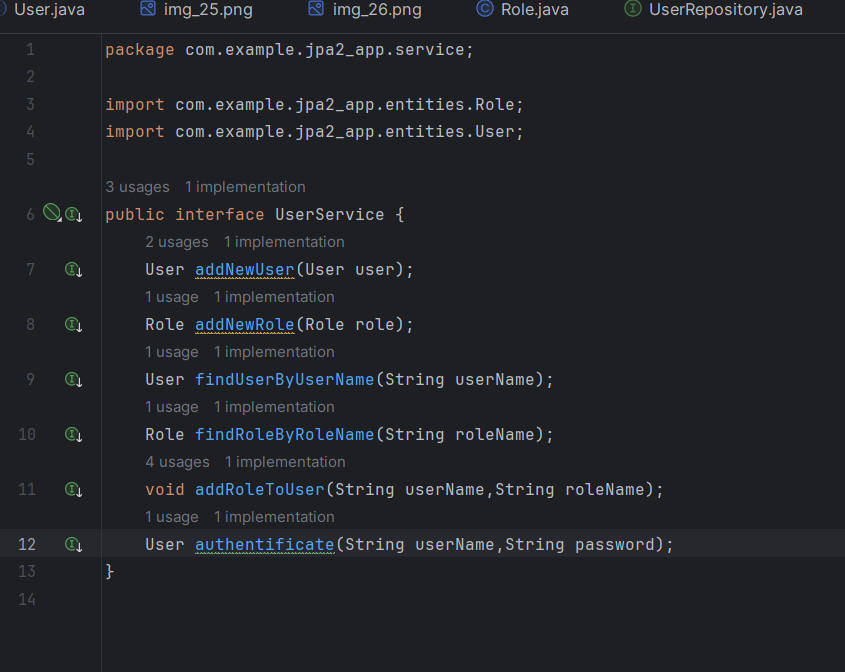 User.java img_25.png img_26.png Role.java UserRepository.java
1 package com.example.jpa2_app.service;
2
3 import com.example.jpa2_app.entities.Role;
4 import com.example.jpa2_app.entities.User;
5
3 usages 1 implementation
6 public interface UserService {
2 usages 1 implementation
7 User addNewUser(User user);
1 usage 1 implementation
8 Role addNewRole(Role role);
1 usage 1 implementation
9 User findUserByUserName(String userName);
1 usage 1 implementation
10 Role findRoleByRoleName(String roleName);
4 usages 1 implementation
11 void addRoleToUser(String userName,String roleName);
1 usage 1 implementation
12 User authentificate(String userName,String password);
13 }
14